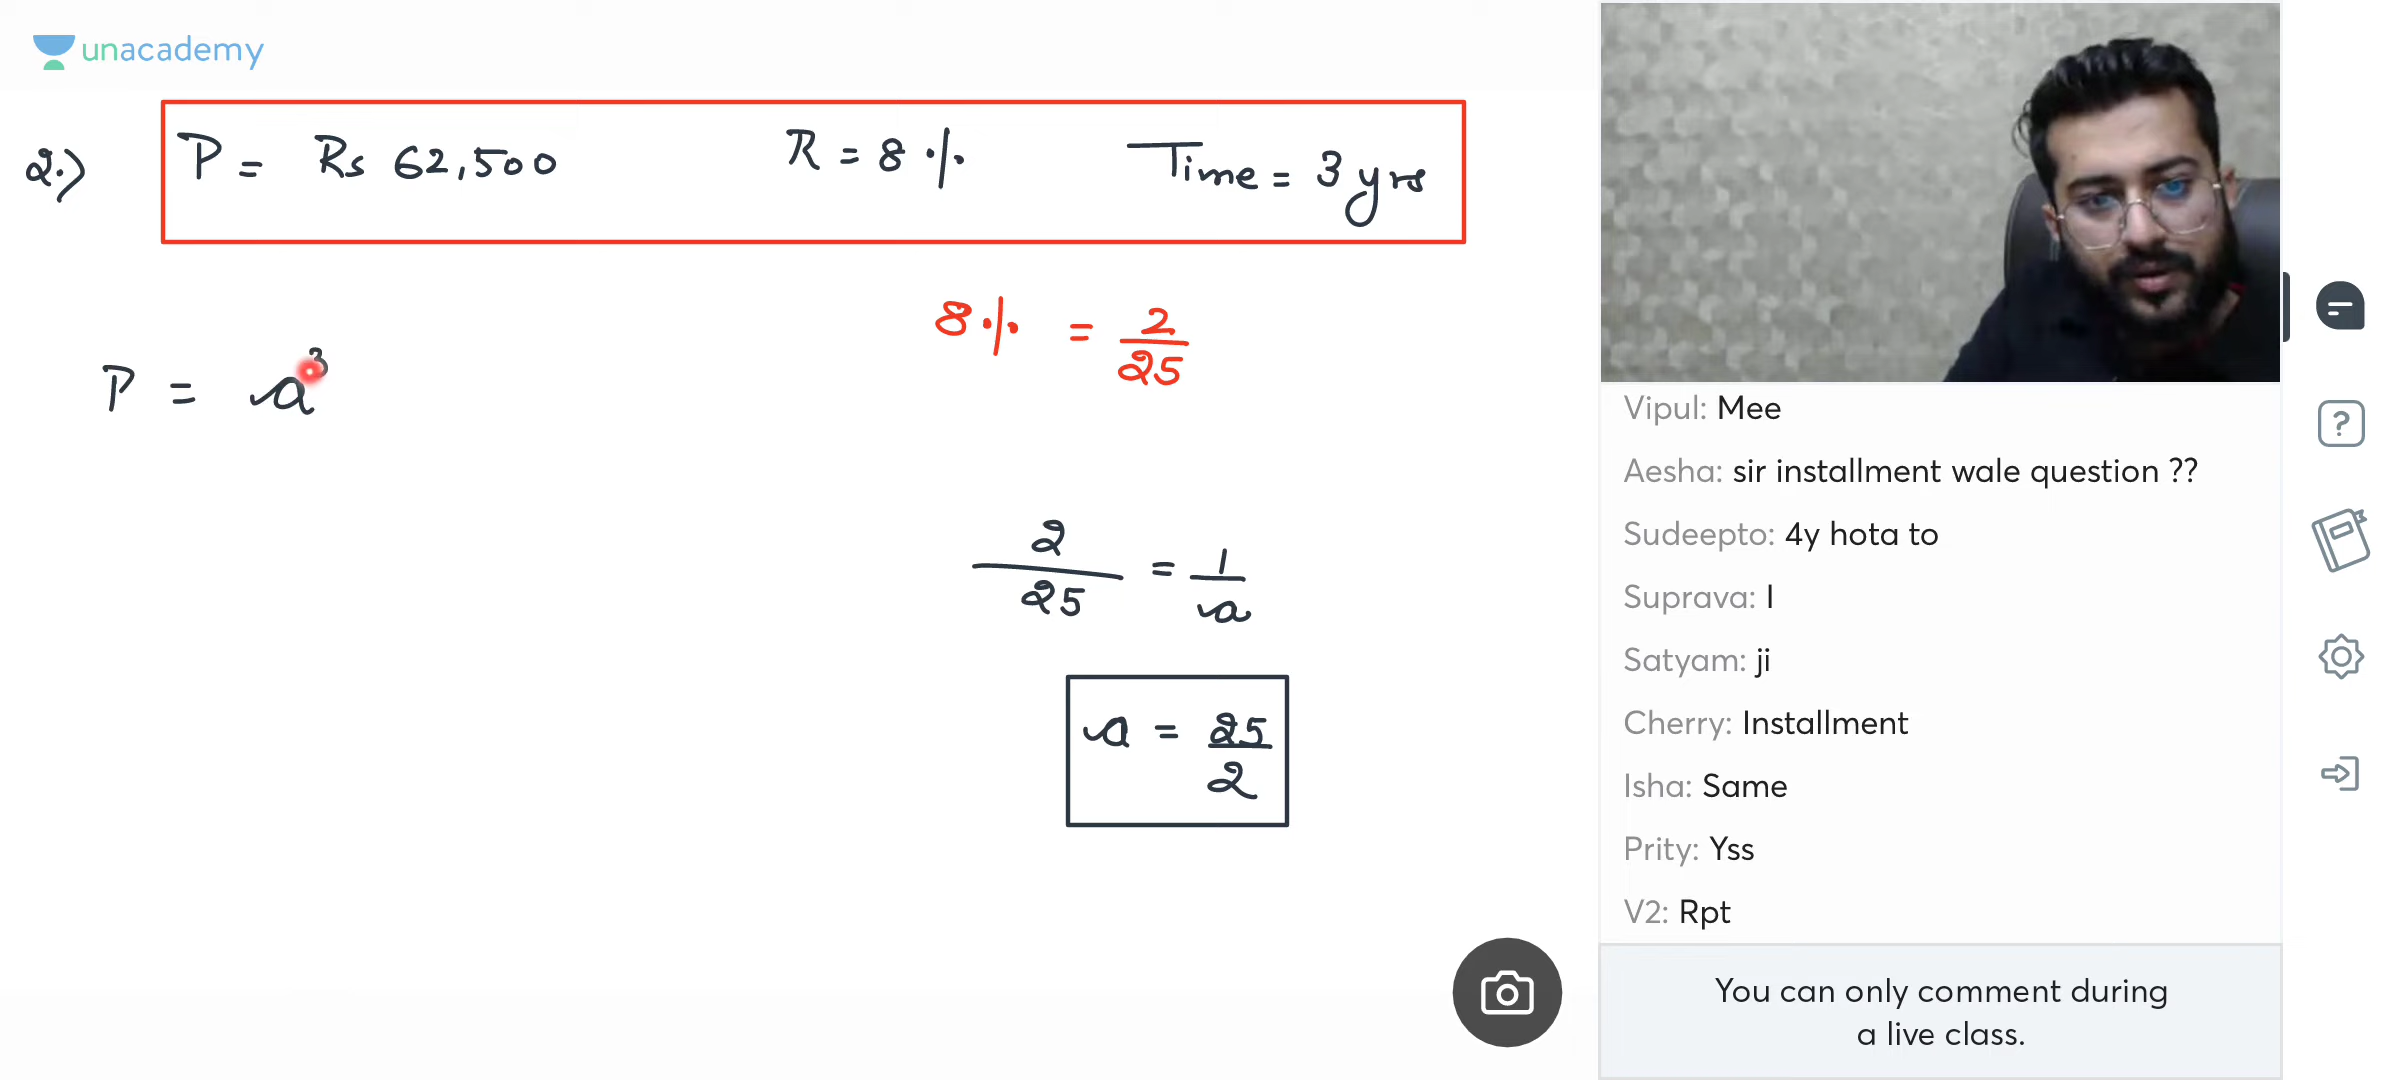 unacademy
2.) P = Rs 62,500 R = 8 % Time = 3 yrs
8 % = 2/25
P = a³
2/25 = 1/a
a = 25/2
Vipul: Mee
Aesha: sir installment wale question ??
Sudeepto: 4y hota to
Suprava: I
Satyam: ji
Cherry: Installment
Isha: Same
Prity: Yss
V2: Rpt
You can only comment during
a live class.
?